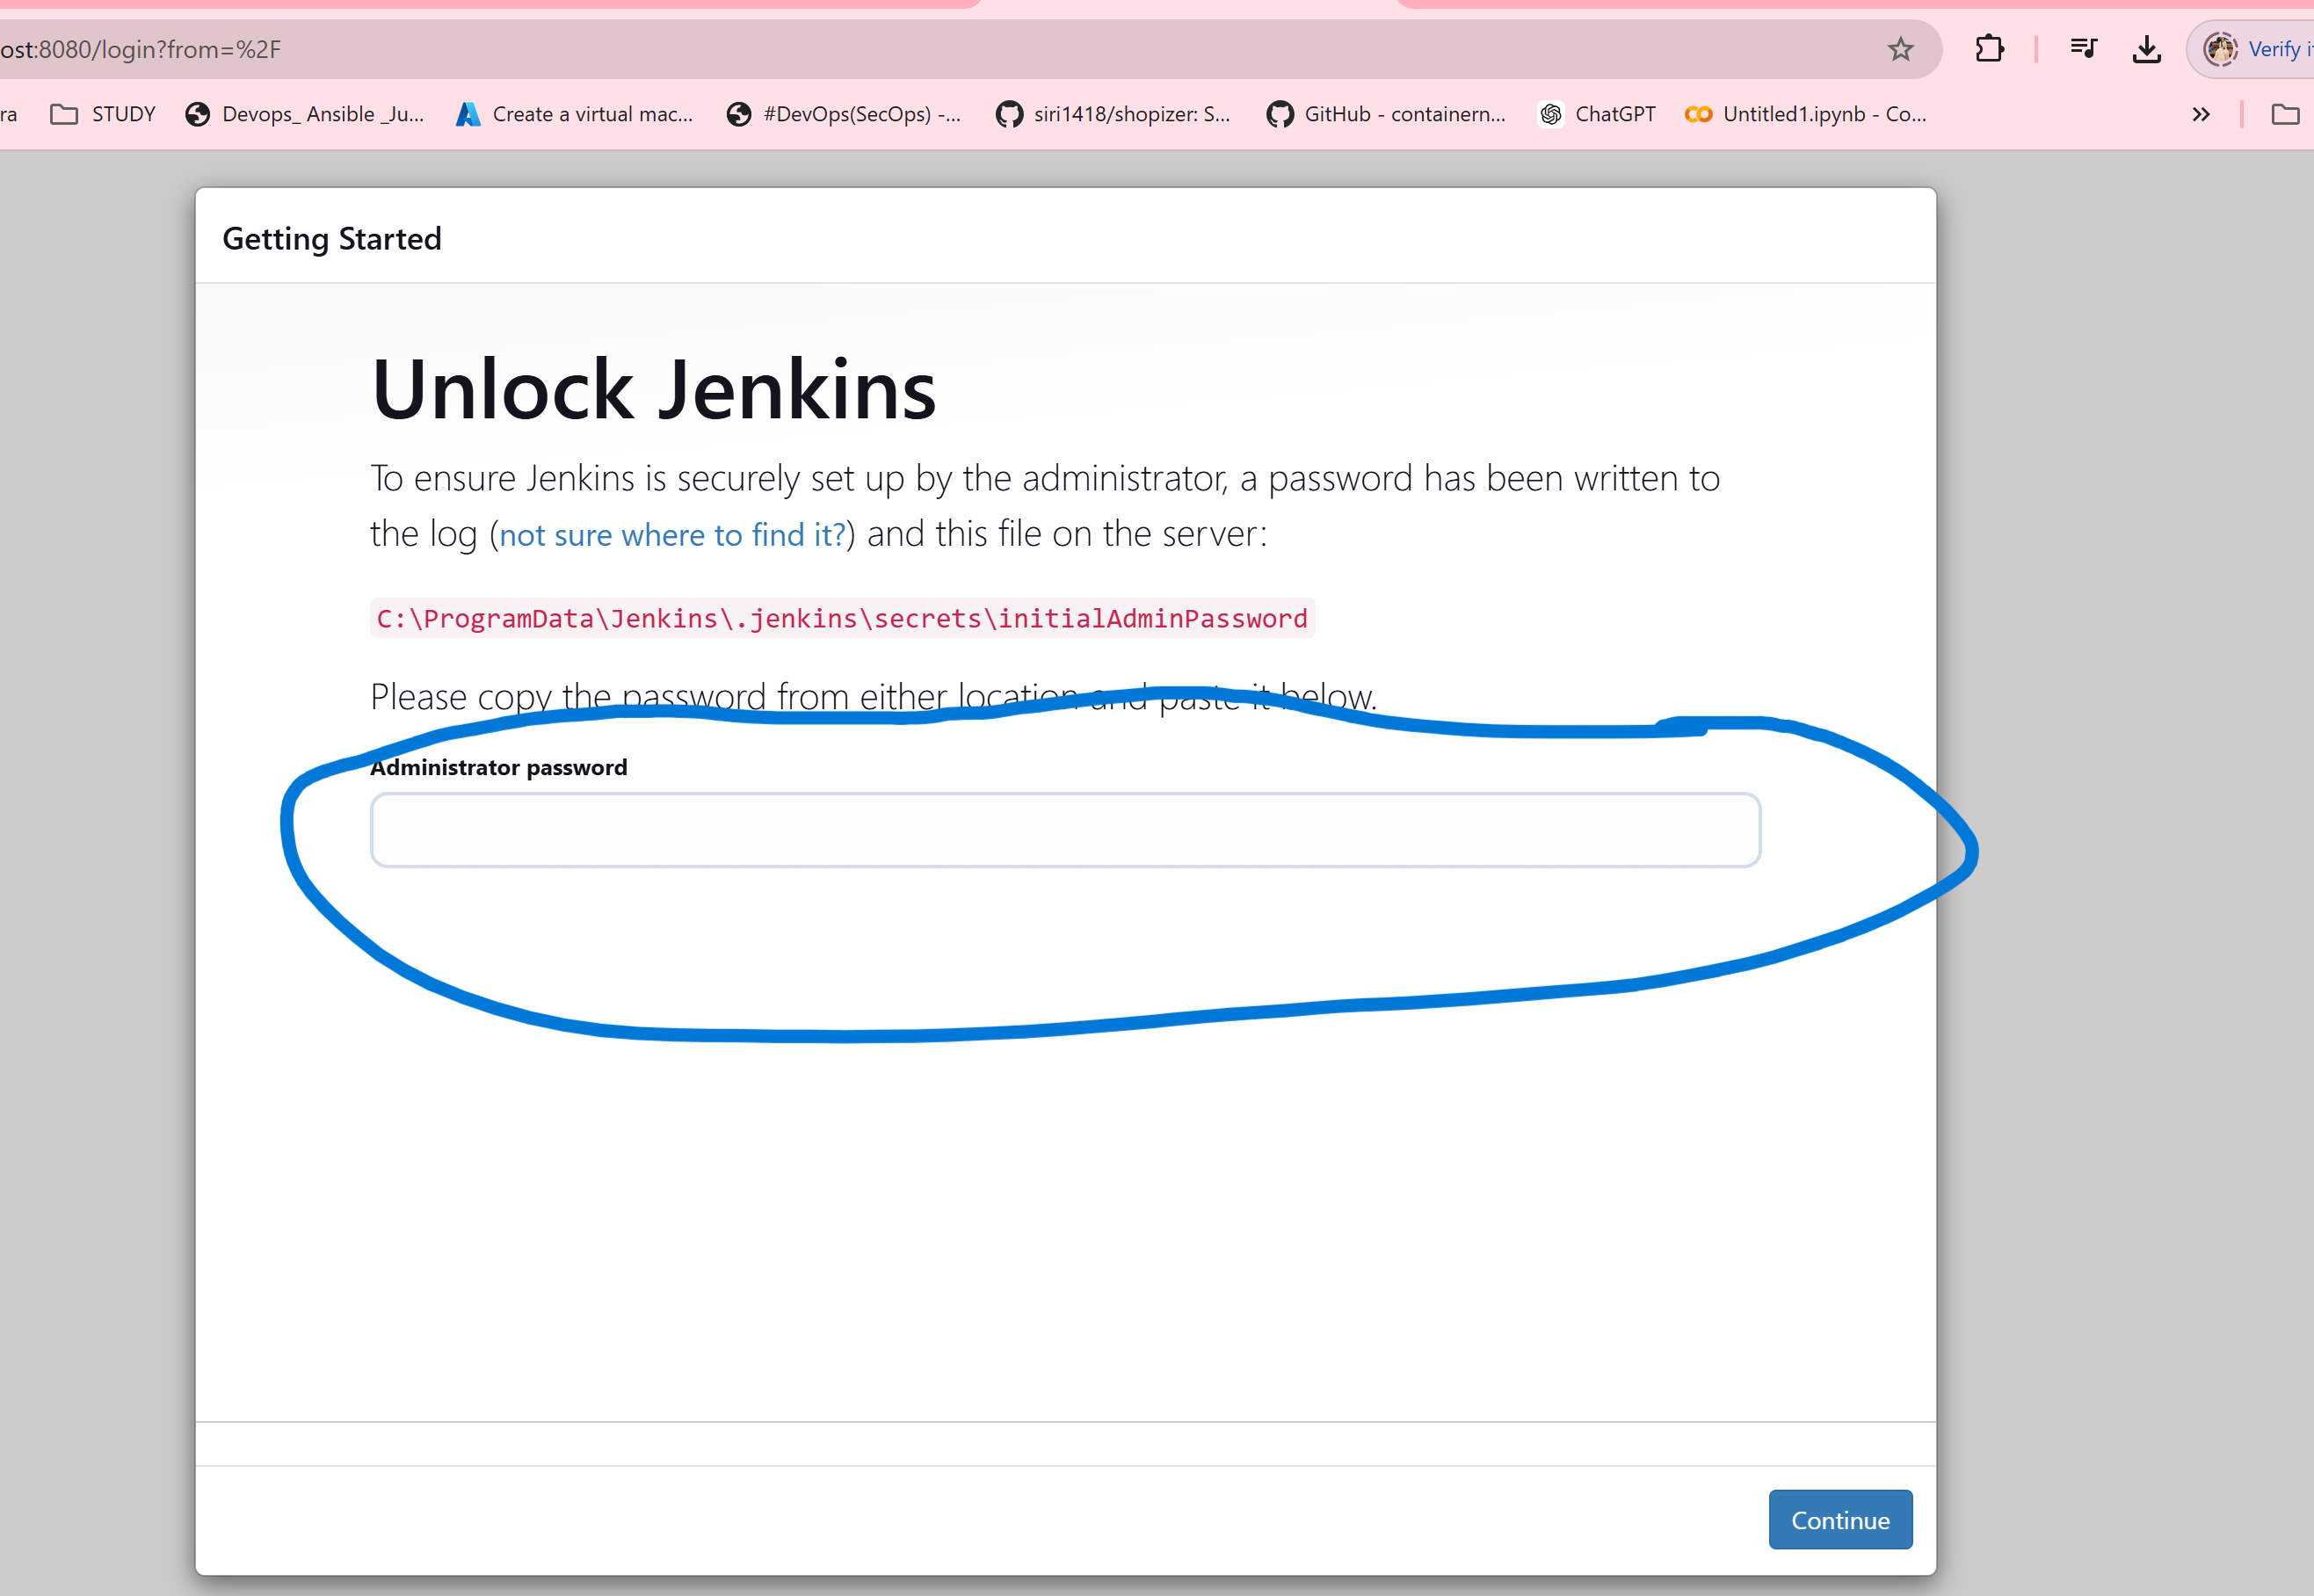 ost:8080/login?from=%2F
Verify it
ra STUDY Devops_ Ansible _Ju... Create a virtual mac... #DevOps(SecOps) -... siri1418/shopizer: S... GitHub - containern... ChatGPT Untitled1.ipynb - Co...
Getting Started
Unlock Jenkins
To ensure Jenkins is securely set up by the administrator, a password has been written to
the log (not sure where to find it?) and this file on the server:
C:\ProgramData\Jenkins\.jenkins\secrets\initialAdminPassword
Please copy the password from either location and paste it below.
Administrator password
Continue